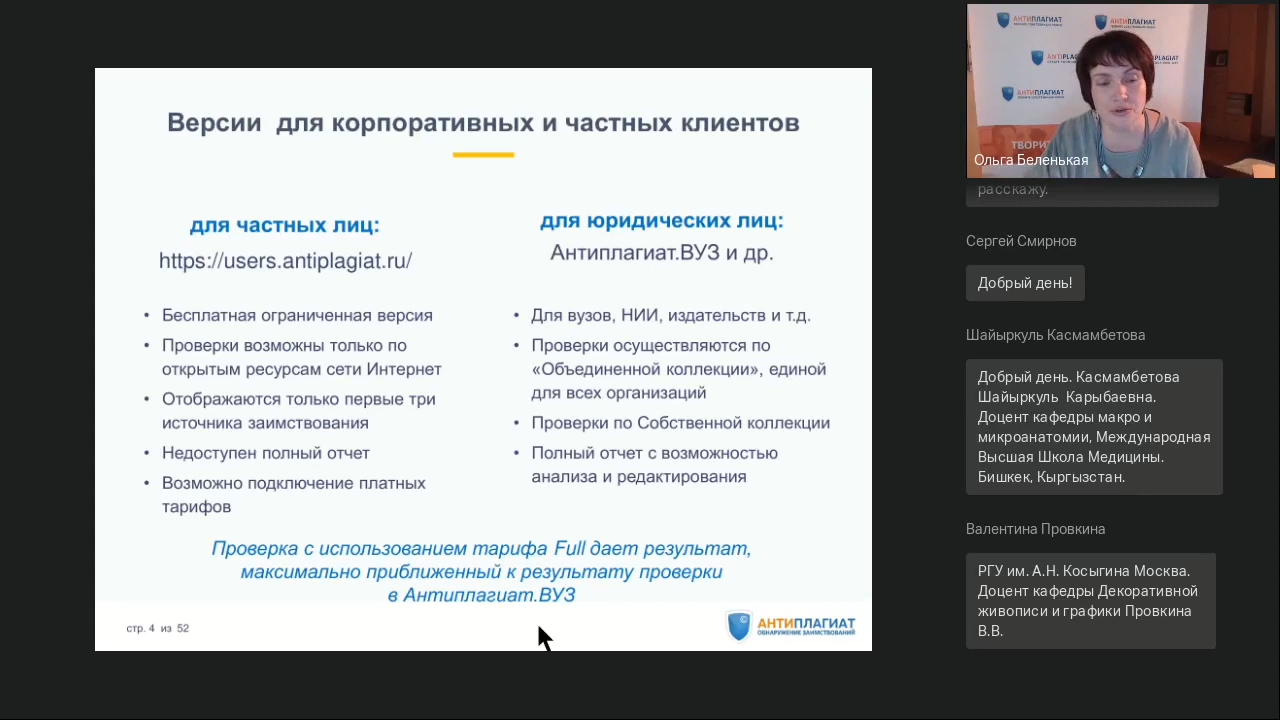 Версии для корпоративных и частных клиентов
для частных лиц:
https://users.antiplagiat.ru/
• Бесплатная ограниченная версия
• Проверки возможны только по
открытым ресурсам сети Интернет
• Отображаются только первые три
источника заимствования
• Недоступен полный отчет
• Возможно подключение платных
тарифов
для юридических лиц:
Антиплагиат.ВУЗ и др.
• Для вузов, НИИ, издательств и т.д.
• Проверки осуществляются по
«Объединенной коллекции», единой
для всех организаций
• Проверки по Собственной коллекции
• Полный отчет с возможностью
анализа и редактирования
Проверка с использованием тарифа Full дает результат,
максимально приближенный к результату проверки
в Антиплагиат.ВУЗ
стр. 4 из 52
АНТИПЛАГИАТ
ОБНАРУЖЕНИЕ ЗАИМСТВОВАНИЙ
АНТИПЛАГИАТ
АНТИПЛАГИАТ
ANTIPLAG
PLAGIAT
АНТИПЛАГИАТ
ТВОРИ
Ольга Беленькая
расскажу.
Сергей Смирнов
Добрый день!
Шайыркуль Касмамбетова
Добрый день. Касмамбетова
Шайыркуль Карыбаевна.
Доцент кафедры макро и
микроанатомии, Международная
Высшая Школа Медицины.
Бишкек, Кыргызстан.
Валентина Провкина
РГУ им. А.Н. Косыгина Москва.
Доцент кафедры Декоративной
живописи и графики Провкина
В.В.